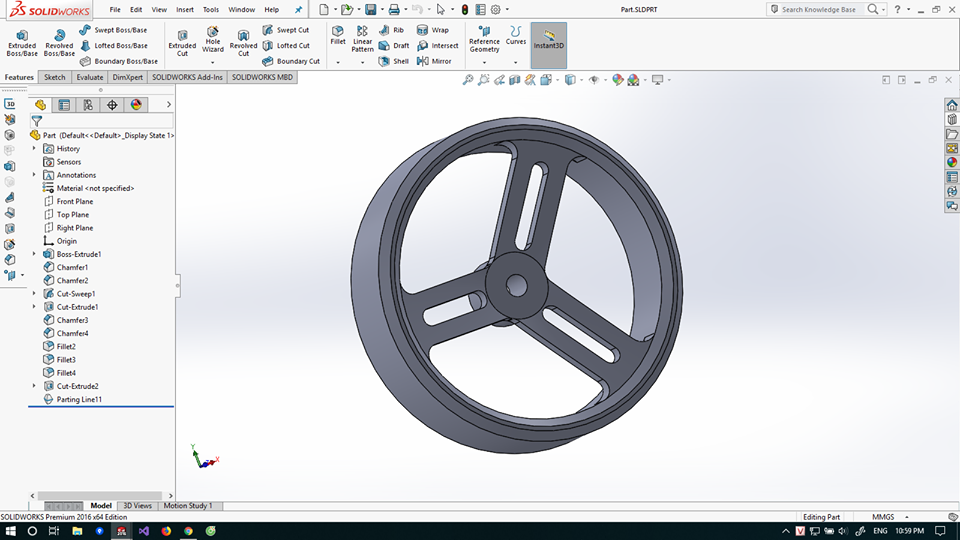 SOLIDWORKS File Edit View Insert Tools Window Help Part.SLDPRT Search Knowledge Base
Extruded Boss/Base
Revolved Boss/Base
Swept Boss/Base
Lofted Boss/Base
Boundary Boss/Base
Extruded Cut
Hole Wizard
Revolved Cut
Swept Cut
Lofted Cut
Boundary Cut
Fillet
Linear Pattern
Rib
Draft
Shell
Wrap
Intersect
Mirror
Reference Geometry
Curves
Instant3D
Features Sketch Evaluate DimXpert SOLIDWORKS Add-Ins SOLIDWORKS MBD
Part (Default<<Default>_Display State 1>
History
Sensors
Annotations
Material <not specified>
Front Plane
Top Plane
Right Plane
Origin
Boss-Extrude1
Chamfer1
Chamfer2
Cut-Sweep1
Cut-Extrude1
Chamfer3
Chamfer4
Fillet2
Fillet3
Fillet4
Cut-Extrude2
Parting Line11
Y
X
Model 3D Views Motion Study 1
SOLIDWORKS Premium 2016 x64 Edition Editing Part MMGS
ENG 10:59 PM